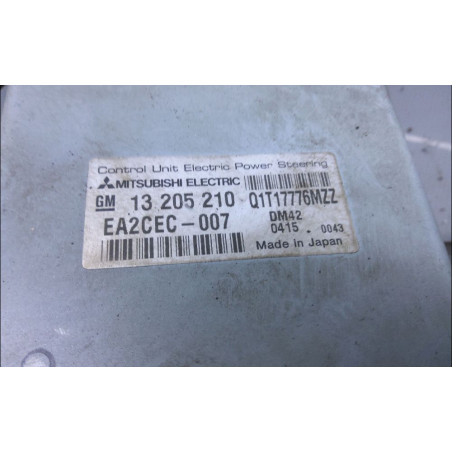 Control Unit Electric Power Steering
MITSUBISHI ELECTRIC
GM 13 205 210 Q1T17776MZZ
EA2CEC-007 DM42
0415 . 0043
Made in Japan